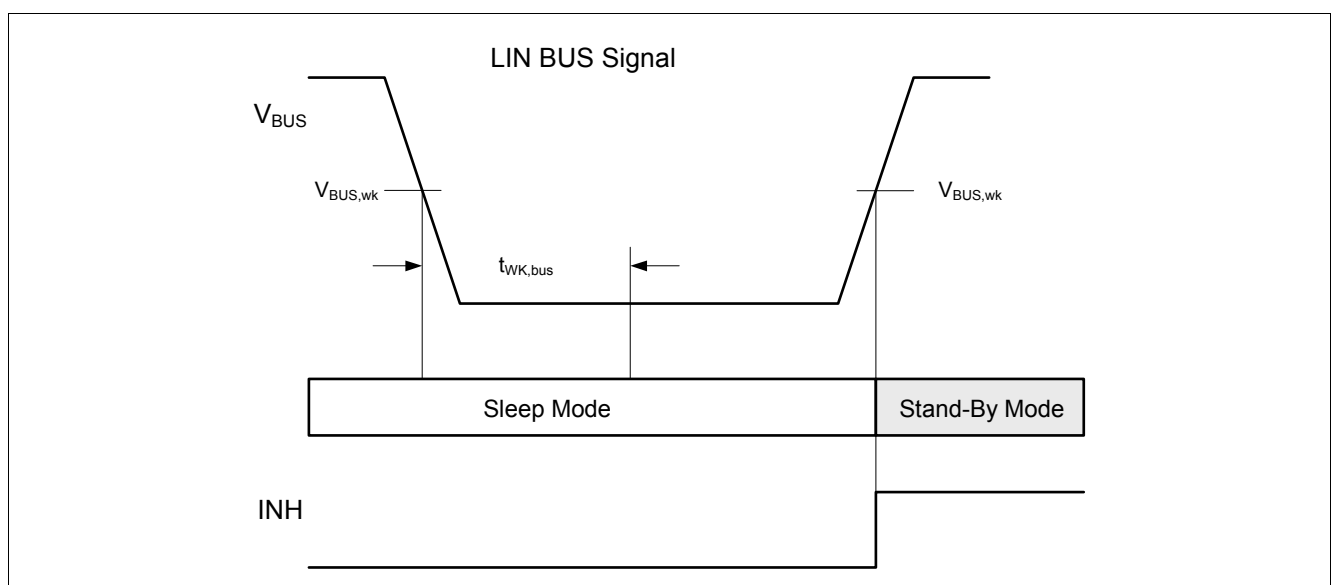 LIN BUS Signal
VBUS
VBUS,wk
VBUS,wk
tWK,bus
Sleep Mode
Stand-By Mode
INH